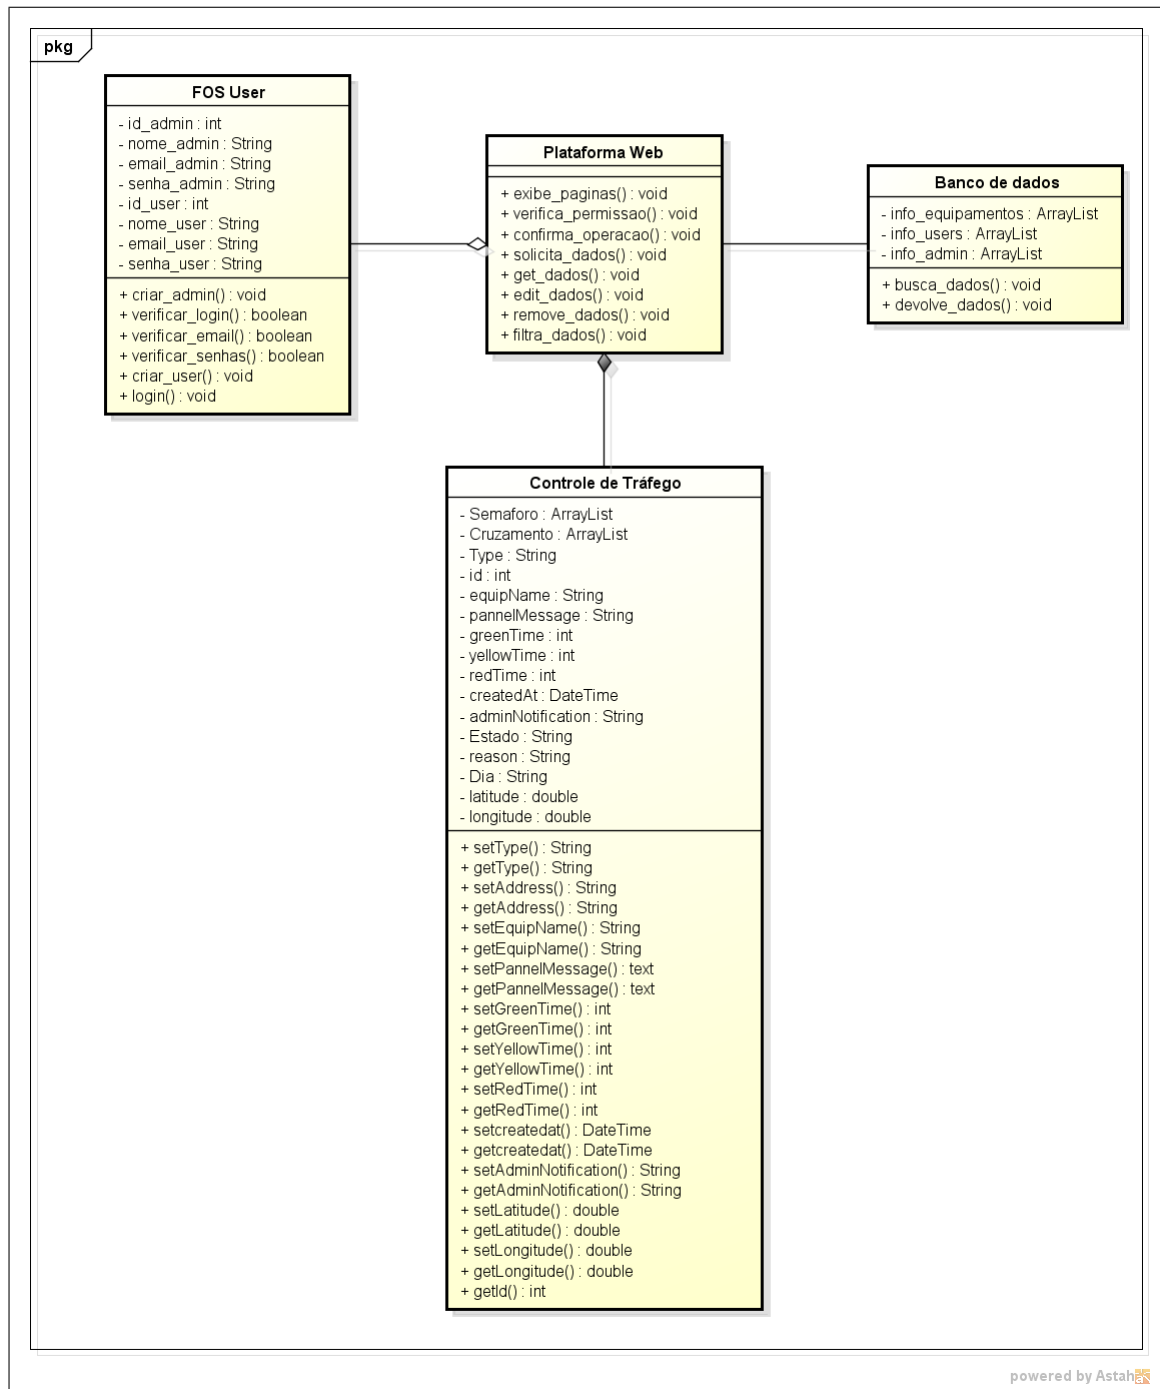 pkg
FOS User
- id_admin : int
- nome_admin : String
- email_admin : String
- senha_admin : String
- id_user : int
- nome_user : String
- email_user : String
- senha_user : String
+ criar_admin() : void
+ verificar_login() : boolean
+ verificar_email() : boolean
+ verificar_senhas() : boolean
+ criar_user() : void
+ login() : void
Plataforma Web
+ exibe_paginas() : void
+ verifica_permissao() : void
+ confirma_operacao() : void
+ solicita_dados() : void
+ get_dados() : void
+ edit_dados() : void
+ remove_dados() : void
+ filtra_dados() : void
Banco de dados
- info_equipamentos : ArrayList
- info_users : ArrayList
- info_admin : ArrayList
+ busca_dados() : void
+ devolve_dados() : void
Controle de Tráfego
- Semaforo : ArrayList
- Cruzamento : ArrayList
- Type : String
- id : int
- equipName : String
- pannelMessage : String
- greenTime : int
- yellowTime : int
- redTime : int
- createdAt : DateTime
- adminNotification : String
- Estado : String
- reason : String
- Dia : String
- latitude : double
- longitude : double
+ setType() : String
+ getType() : String
+ setAddress() : String
+ getAddress() : String
+ setEquipName() : String
+ getEquipName() : String
+ setPannelMessage() : text
+ getPannelMessage() : text
+ setGreenTime() : int
+ getGreenTime() : int
+ setYellowTime() : int
+ getYellowTime() : int
+ setRedTime() : int
+ getRedTime() : int
+ setcreatedat() : DateTime
+ getcreatedat() : DateTime
+ setAdminNotification() : String
+ getAdminNotification() : String
+ setLatitude() : double
+ getLatitude() : double
+ setLongitude() : double
+ getLongitude() : double
+ getId() : int
powered by Astah